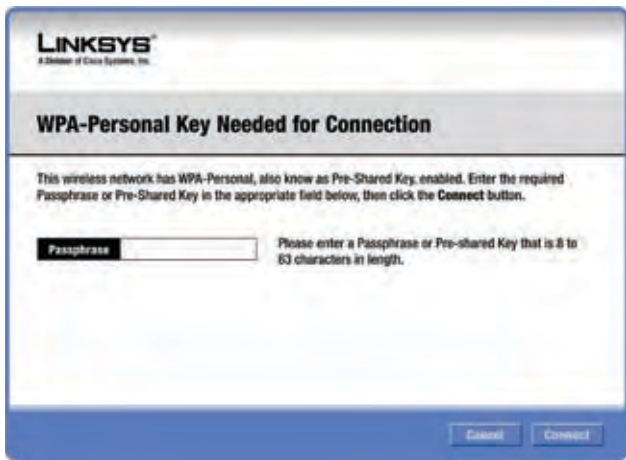 LINKSYS®
A Division of Cisco Systems, Inc.
WPA-Personal Key Needed for Connection
This wireless network has WPA-Personal, also know as Pre-Shared Key, enabled. Enter the required
Passphrase or Pre-Shared Key in the appropriate field below, then click the Connect button.
Passphrase
Please enter a Passphrase or Pre-shared Key that is 8 to
63 characters in length.
Cancel
Connect